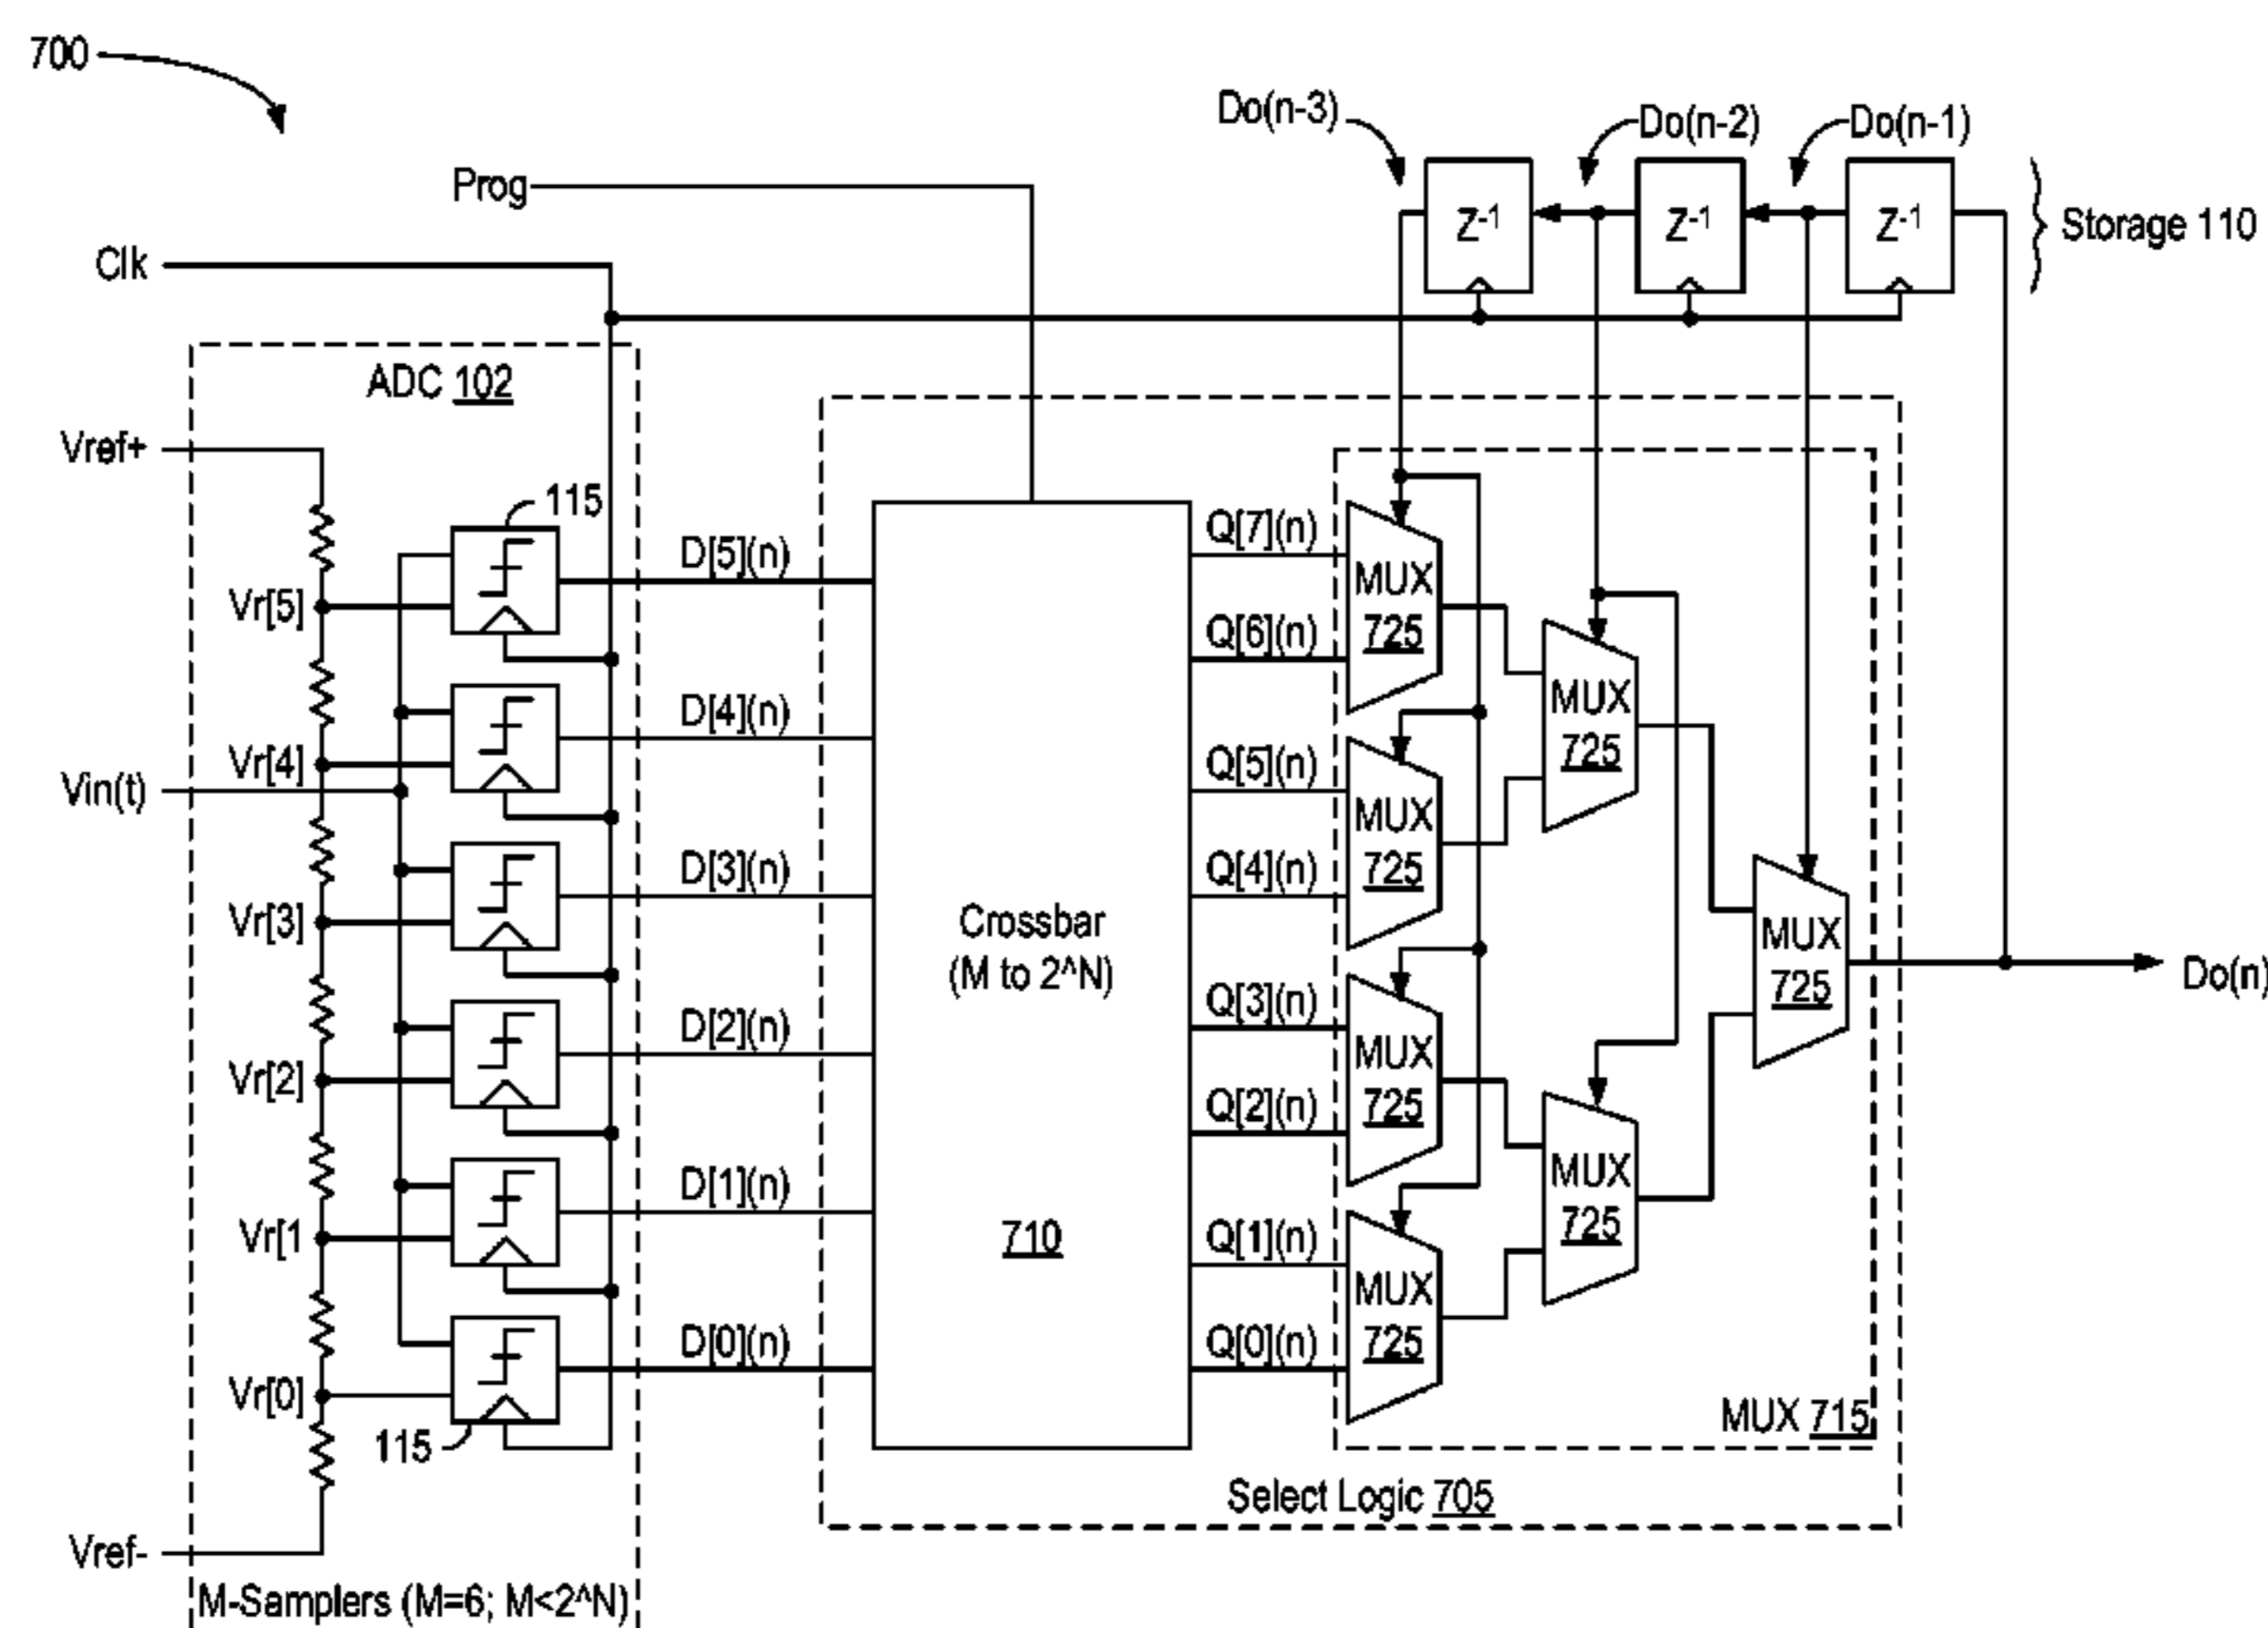 700
Do(n-3)
Do(n-2)
Do(n-1)
Prog
Z-1
Z-1
Z-1
Storage 110
Clk
ADC 102
Vref+
115
D[5](n)
Q[7](n)
MUX
725
Vr[5]
Q[6](n)
D[4](n)
MUX
725
Vr[4]
Vin(t)
Q[5](n)
MUX
725
D[3](n)
Q[4](n)
Vr[3]
Crossbar
(M to 2^N)
MUX
725
Do(n)
D[2](n)
Q[3](n)
MUX
725
Vr[2]
Q[2](n)
D[1](n)
MUX
725
Vr[1
710
Q[1](n)
MUX
725
D[0](n)
Q[0](n)
Vr[0]
115
MUX 715
Select Logic 705
Vref-
M-Samplers (M=6; M<2^N)